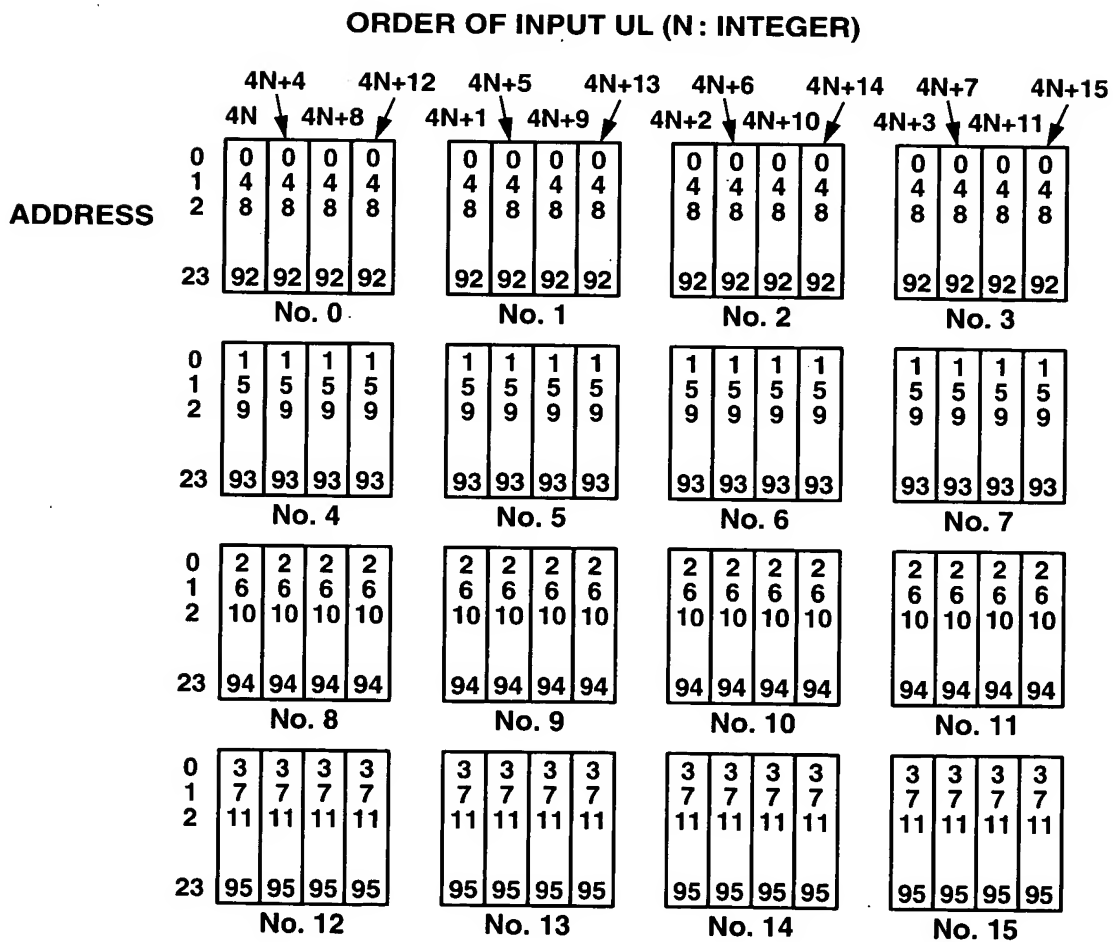 ORDER OF INPUT UL (N: INTEGER)
4N+4 4N+12 4N+5 4N+13 4N+6 4N+14 4N+7 4N+15
4N 4N+8 4N+1 4N+9 4N+2 4N+10 4N+3 4N+11
0 0 0 0 0 0 0 0 0 0 0 0 0 0 0 0 0
1 4 4 4 4 4 4 4 4 4 4 4 4 4 4 4 4
ADDRESS 2 8 8 8 8 8 8 8 8 8 8 8 8 8 8 8 8
23 92 92 92 92 92 92 92 92 92 92 92 92 92 92 92 92
No. 0 No. 1 No. 2 No. 3
0 1 1 1 1 1 1 1 1 1 1 1 1 1 1 1 1
1 5 5 5 5 5 5 5 5 5 5 5 5 5 5 5 5
2 9 9 9 9 9 9 9 9 9 9 9 9 9 9 9 9
23 93 93 93 93 93 93 93 93 93 93 93 93 93 93 93 93
No. 4 No. 5 No. 6 No. 7
0 2 2 2 2 2 2 2 2 2 2 2 2 2 2 2 2
1 6 6 6 6 6 6 6 6 6 6 6 6 6 6 6 6
2 10 10 10 10 10 10 10 10 10 10 10 10 10 10 10 10
23 94 94 94 94 94 94 94 94 94 94 94 94 94 94 94 94
No. 8 No. 9 No. 10 No. 11
0 3 3 3 3 3 3 3 3 3 3 3 3 3 3 3 3
1 7 7 7 7 7 7 7 7 7 7 7 7 7 7 7 7
2 11 11 11 11 11 11 11 11 11 11 11 11 11 11 11 11
23 95 95 95 95 95 95 95 95 95 95 95 95 95 95 95 95
No. 12 No. 13 No. 14 No. 15